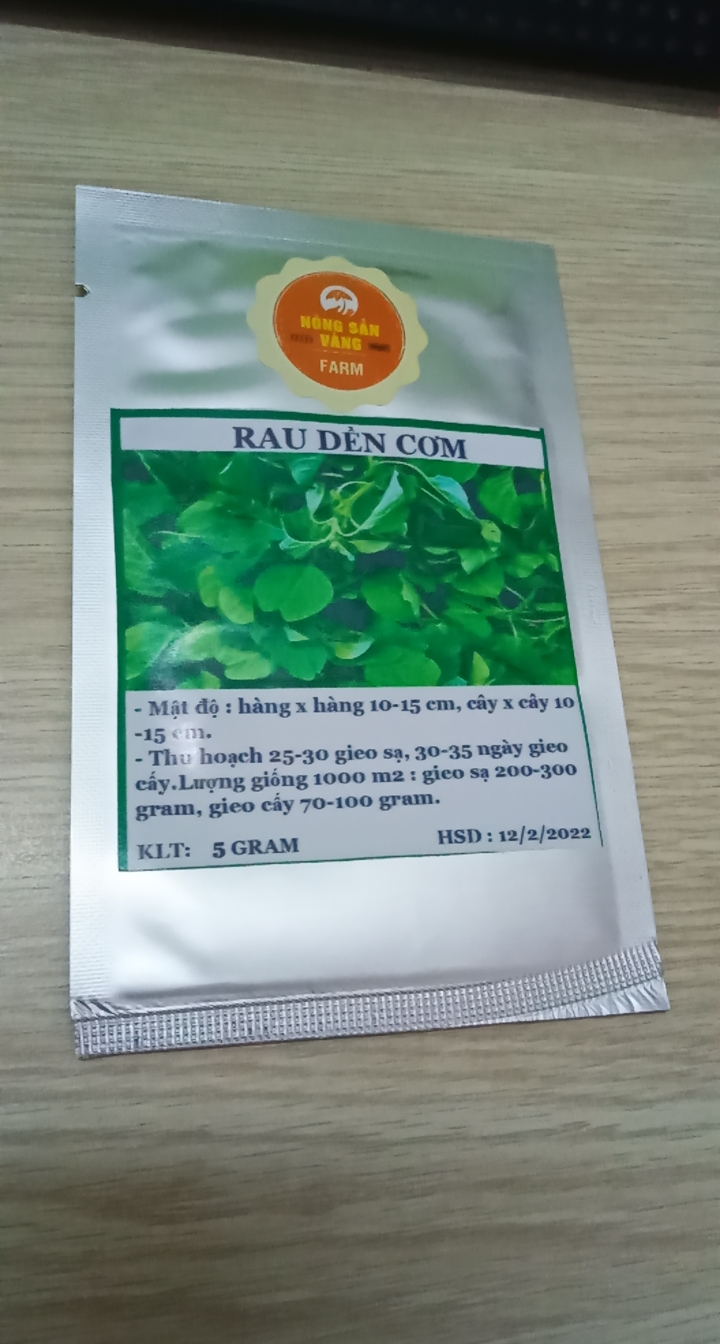 NÔNG SẢN
VÀNG
FARM
RAU DỀN CƠM
- Mật độ : hàng x hàng 10-15 cm, cây x cây 10
-15 cm.
- Thu hoạch 25-30 gieo sạ, 30-35 ngày gieo
cấy.Lượng giống 1000 m2 : gieo sạ 200-300
gram, gieo cấy 70-100 gram.
KLT: 5 GRAM
HSD : 12/2/2022